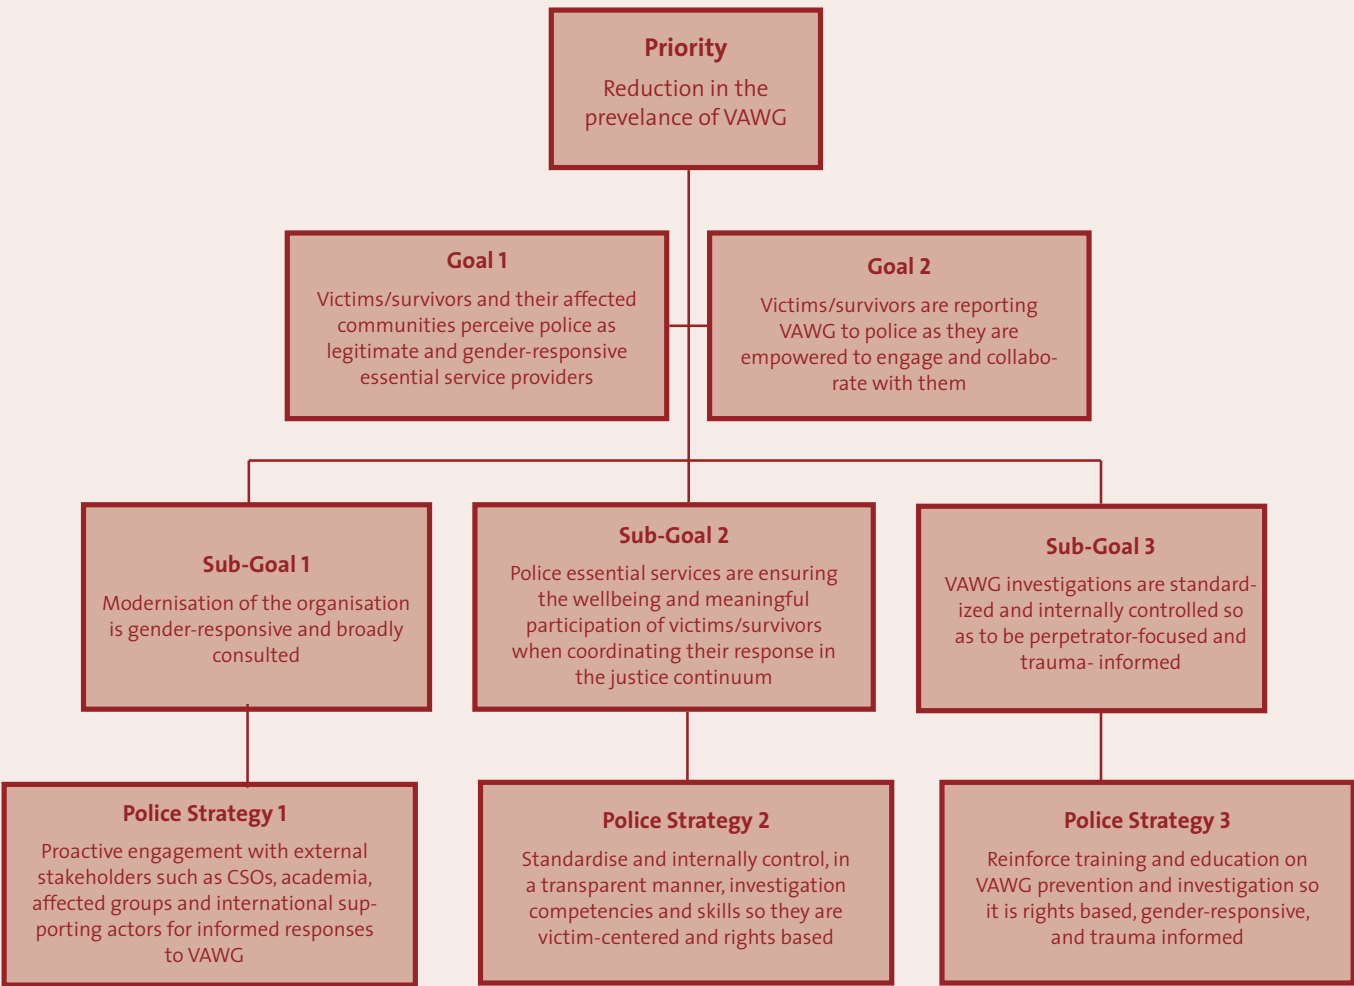 Priority
Reduction in the
prevelance of VAWG
Goal 1
Victims/survivors and their affected
communities perceive police as
legitimate and gender-responsive
essential service providers
Goal 2
Victims/survivors are reporting
VAWG to police as they are
empowered to engage and collabo-
rate with them
Sub-Goal 1
Modernisation of the organisation
is gender-responsive and broadly
consulted
Sub-Goal 2
Police essential services are ensuring
the wellbeing and meaningful
participation of victims/survivors
when coordinating their response in
the justice continuum
Sub-Goal 3
VAWG investigations are standard-
ized and internally controlled so
as to be perpetrator-focused and
trauma- informed
Police Strategy 1
Proactive engagement with external
stakeholders such as CSOs, academia,
affected groups and international sup-
porting actors for informed responses
to VAWG
Police Strategy 2
Standardise and internally control, in
a transparent manner, investigation
competencies and skills so they are
victim-centered and rights based
Police Strategy 3
Reinforce training and education on
VAWG prevention and investigation so
it is rights based, gender-responsive,
and trauma informed